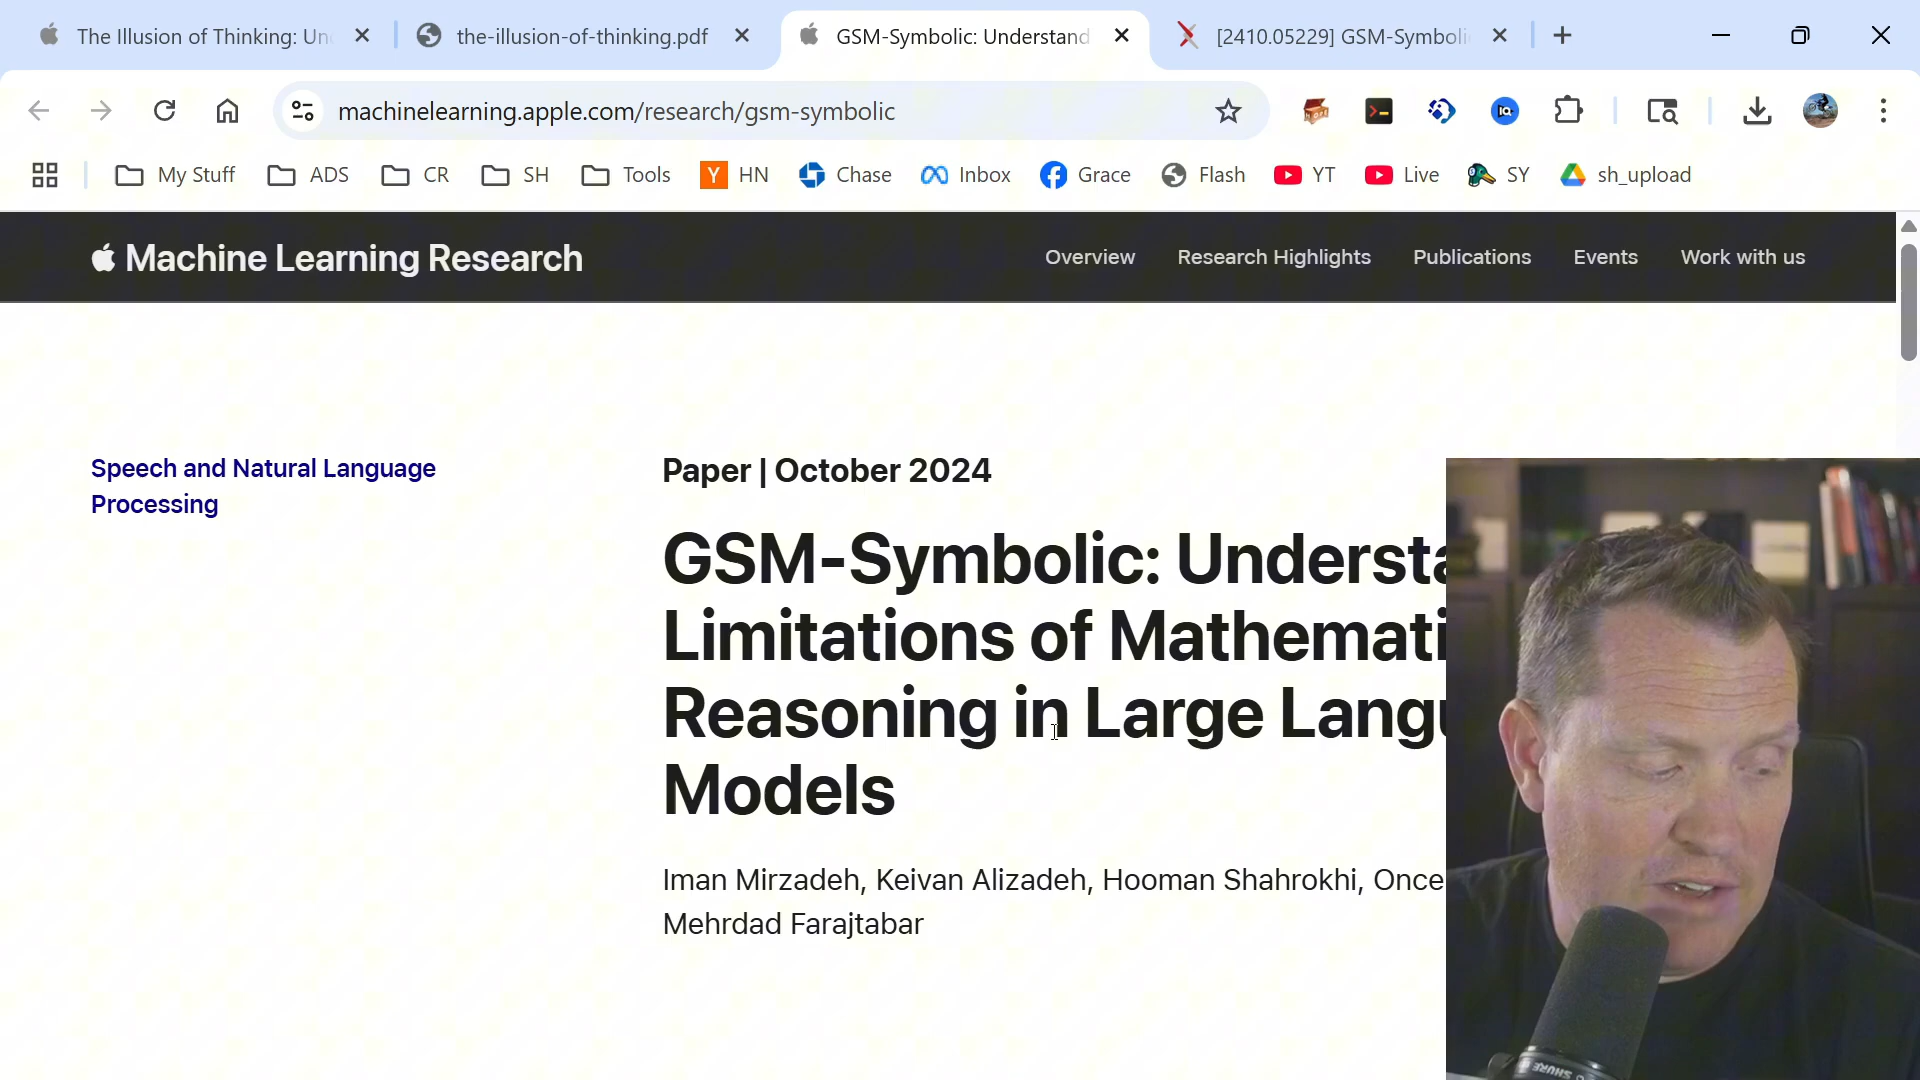 The Illusion of Thinking: Un
the-illusion-of-thinking.pdf
GSM-Symbolic: Understand
[2410.05229] GSM-Symboli
machinelearning.apple.com/research/gsm-symbolic
My Stuff
ADS
CR
SH
Tools
Y HN
Chase
Inbox
Grace
Flash
YT
Live
SY
sh_upload
Machine Learning Research
Overview
Research Highlights
Publications
Events
Work with us
Speech and Natural Language
Processing
Paper | October 2024
GSM-Symbolic: Understa
Limitations of Mathemati
Reasoning in Large Langu
Models
Iman Mirzadeh, Keivan Alizadeh, Hooman Shahrokhi, Once
Mehrdad Farajtabar
SHURE